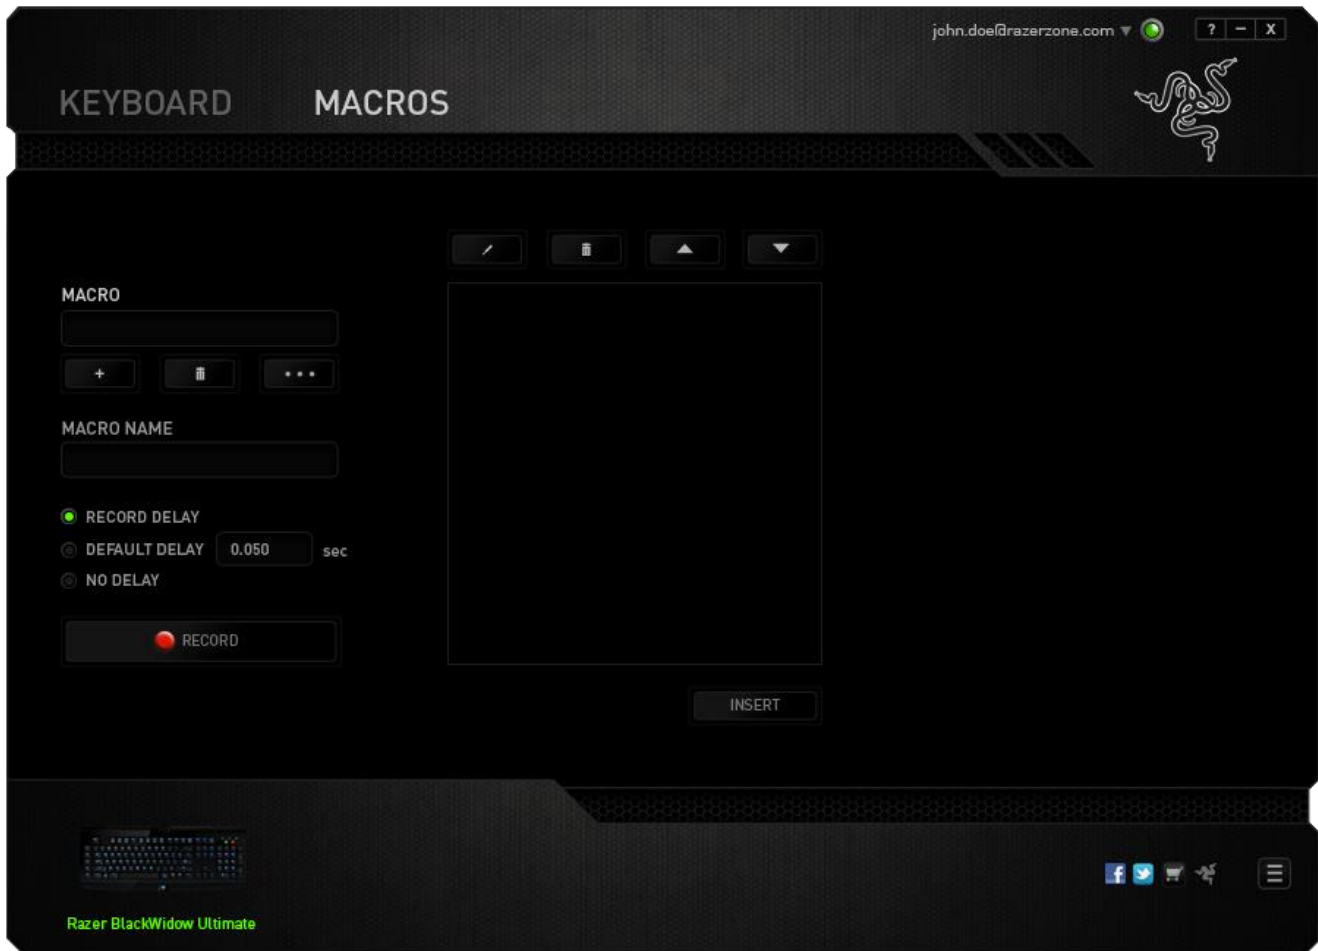 john.doe@razerzone.com
? – X
KEYBOARD MACROS
MACRO
+
MACRO NAME
RECORD DELAY
DEFAULT DELAY 0.050 sec
NO DELAY
RECORD
INSERT
Razer BlackWidow Ultimate